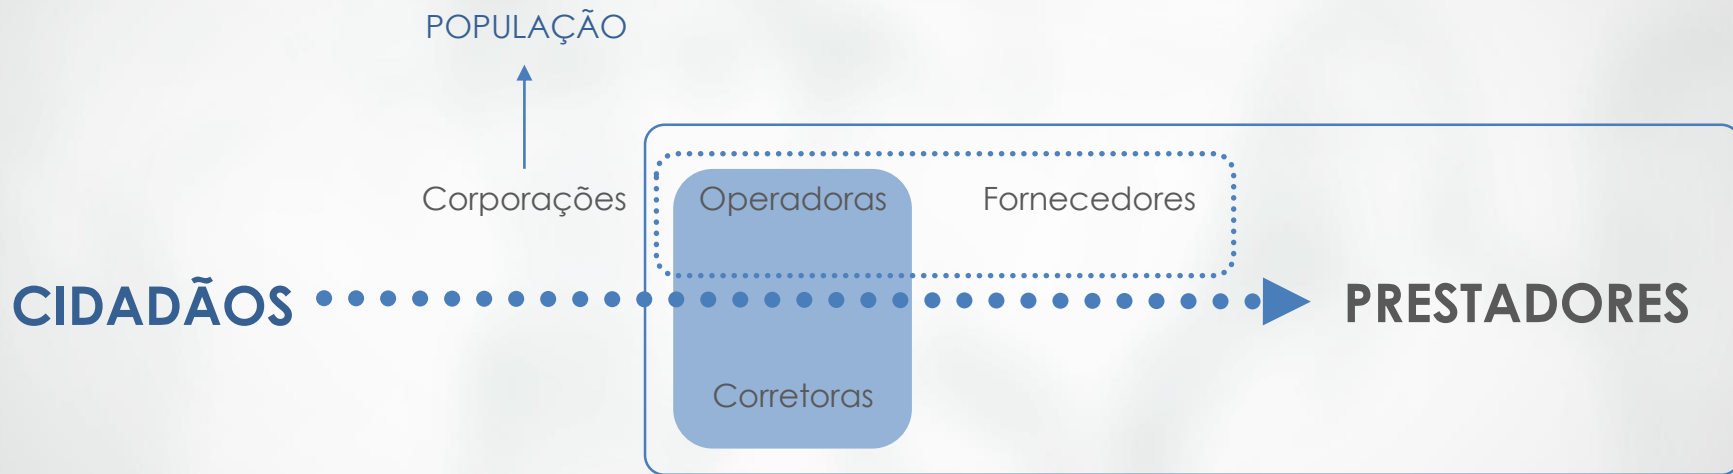 POPULAÇÃO
Corporações
Operadoras
Fornecedores
CIDADÃOS
PRESTADORES
Corretoras